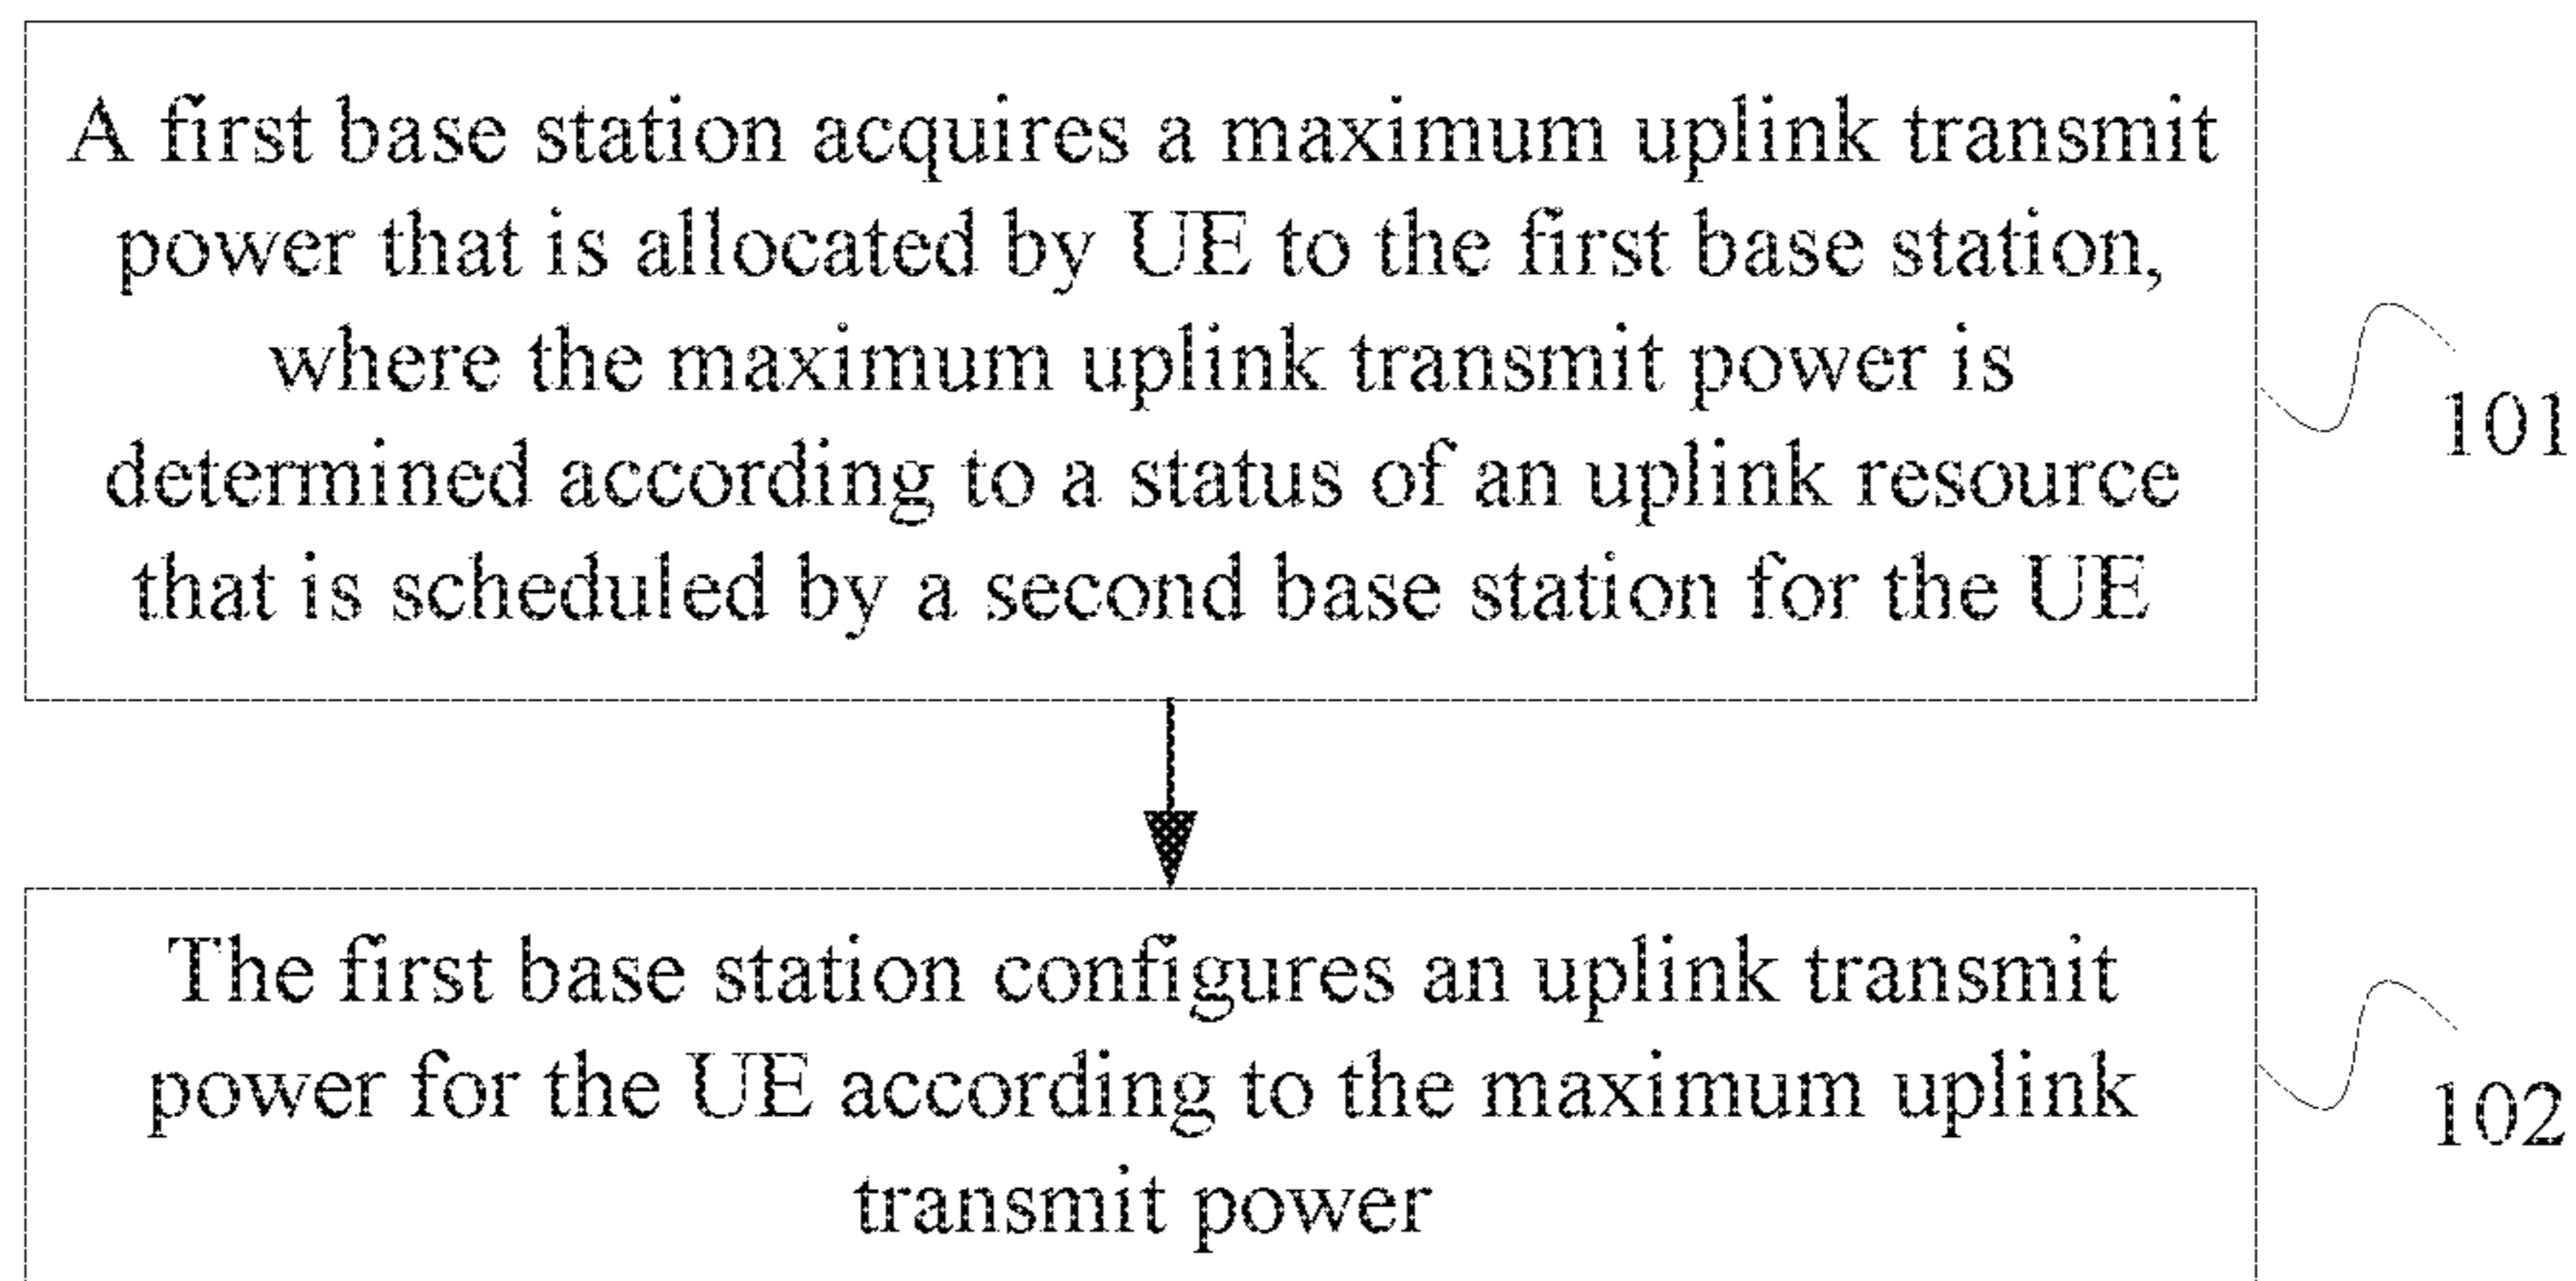 A first base station acquires a maximum uplink transmit
power that is allocated by UE to the first base station,
where the maximum uplink transmit power is
determined according to a status of an uplink resource
that is scheduled by a second base station for the UE
101
The first base station configures an uplink transmit
power for the UE according to the maximum uplink
transmit power
102